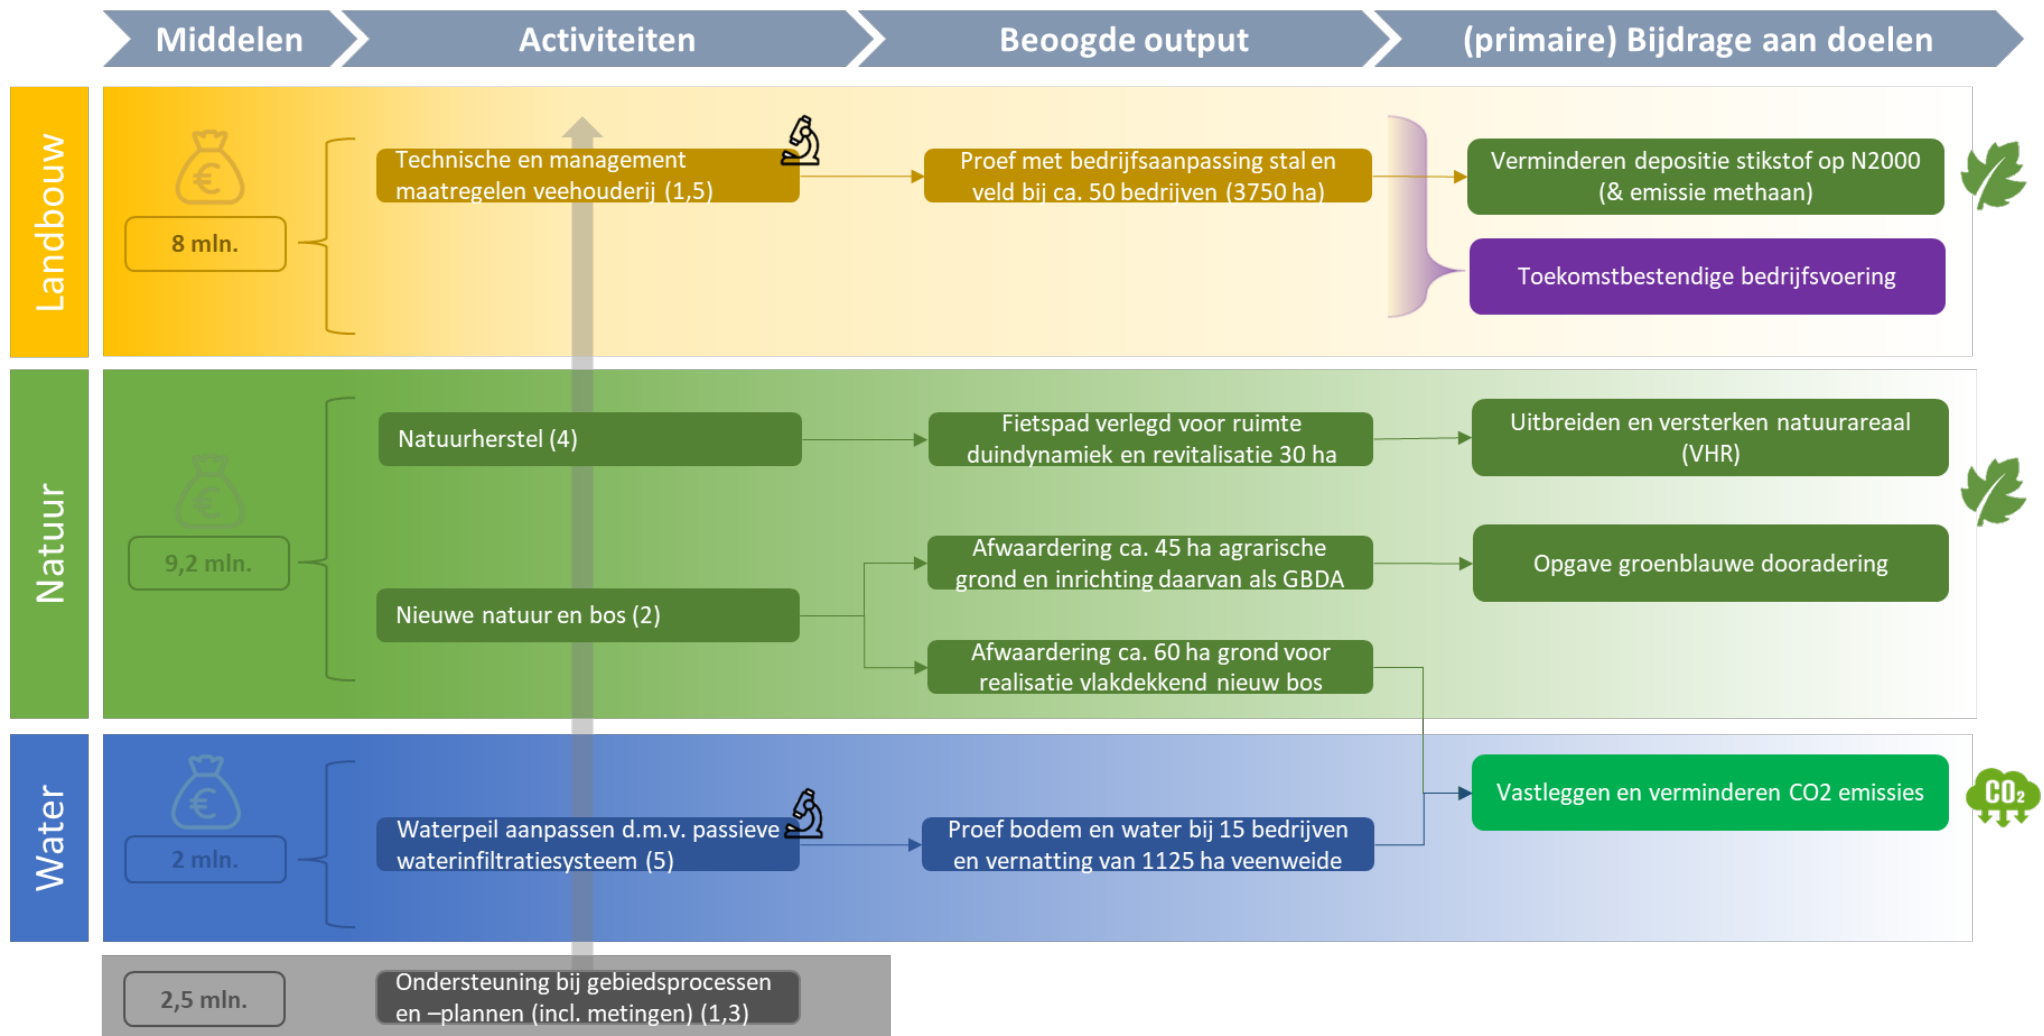 Middelen
Activiteiten
Beoogde output
(primaire) Bijdrage aan doelen
Landbouw
€
8 mln.
Technische en management
maatregelen veehouderij (1,5)
Proef met bedrijfsaanpassing stal en
veld bij ca. 50 bedrijven (3750 ha)
Verminderen depositie stikstof op N2000
(& emissie methaan)
Toekomstbestendige bedrijfsvoering
Natuur
€
9,2 mln.
Natuurherstel (4)
Fietspad verlegd voor ruimte
duindynamiek en revitalisatie 30 ha
Uitbreiden en versterken natuurareaal
(VHR)
Nieuwe natuur en bos (2)
Afwaardering ca. 45 ha agrarische
grond en inrichting daarvan als GBDA
Opgave groenblauwe dooradering
Afwaardering ca. 60 ha grond voor
realisatie vlakdekkend nieuw bos
Water
€
2 mln.
Waterpeil aanpassen d.m.v. passieve
waterinfiltratiesysteem (5)
Proef bodem en water bij 15 bedrijven
en vernatting van 1125 ha veenweide
Vastleggen en verminderen CO2 emissies
CO2
2,5 mln.
Ondersteuning bij gebiedsprocessen
en –plannen (incl. metingen) (1,3)